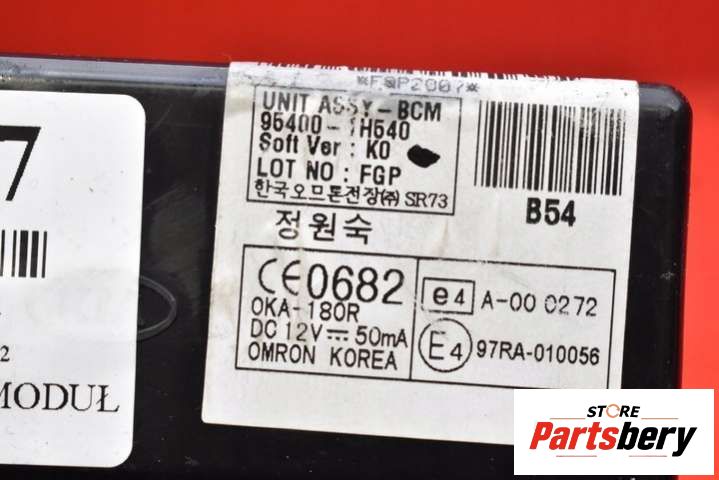 7
2
MODUŁ
*FGP2007*
UNIT ASSY-BCM
95400-1H540
Soft Ver : K0
LOT NO : FGP
한국오므론전장(주) SR73
정원숙
B54
CE0682
OKA-180R
DC 12V 50mA
OMRON KOREA
e4 A-00 0272
E4 97RA-010056
STORE
Partsbery